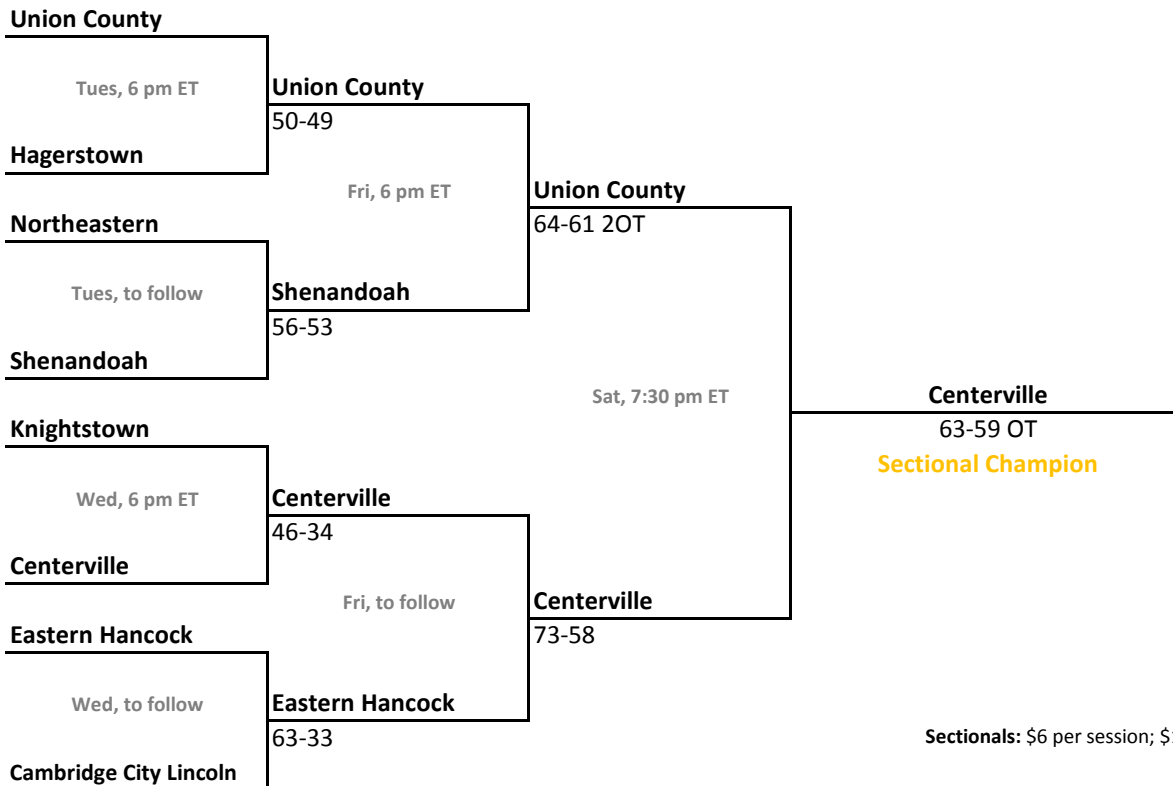 Union County
Tues, 6 pm ET
Union County
50-49
Hagerstown
Fri, 6 pm ET
Union County
64-61 2OT
Northeastern
Tues, to follow
Shenandoah
56-53
Shenandoah
Sat, 7:30 pm ET
Centerville
63-59 OT
Sectional Champion
Knightstown
Wed, 6 pm ET
Centerville
46-34
Centerville
Fri, to follow
Centerville
73-58
Eastern Hancock
Wed, to follow
Eastern Hancock
63-33
Cambridge City Lincoln
Sectionals: $6 per session;